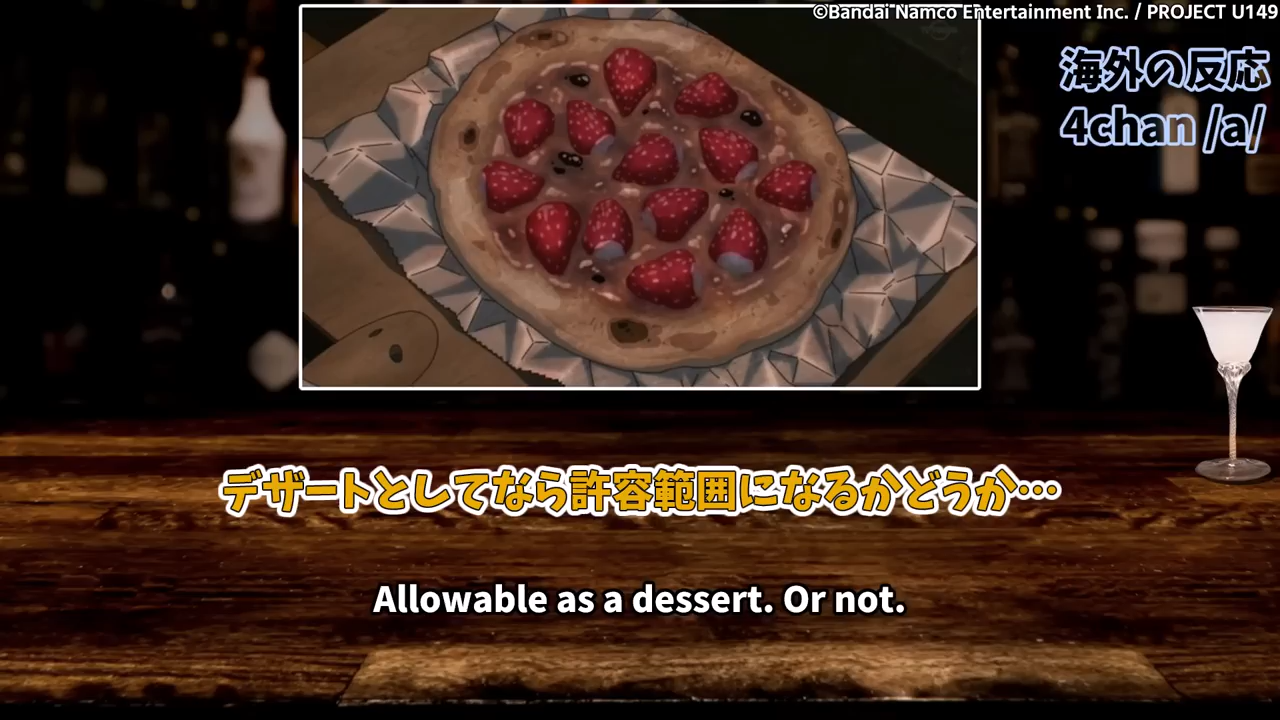 ©Bandai Namco Entertainment Inc. / PROJECT U149
海外の反応
4chan /a/
デザートとしてなら許容範囲になるかどうか…
Allowable as a dessert. Or not.